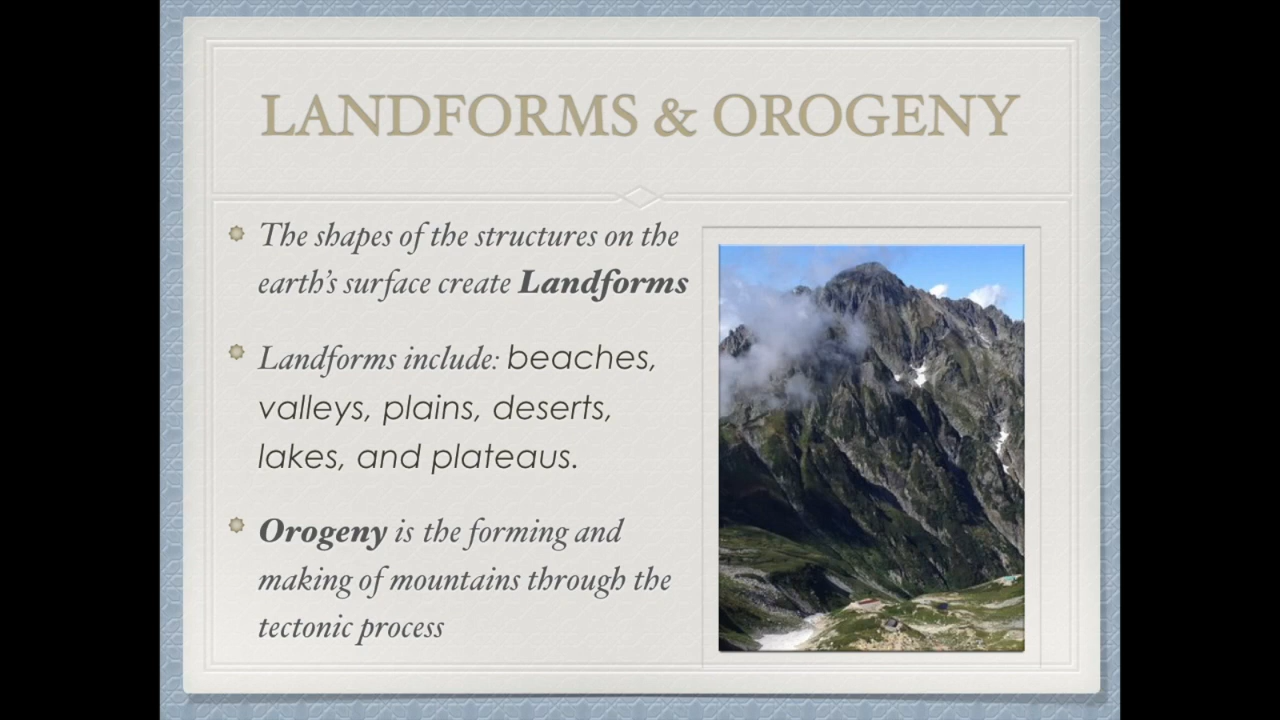 LANDFORMS & OROGENY
The shapes of the structures on the
earth's surface create Landforms
Landforms include: beaches,
valleys, plains, deserts,
lakes, and plateaus.
Orogeny is the forming and
making of mountains through the
tectonic process